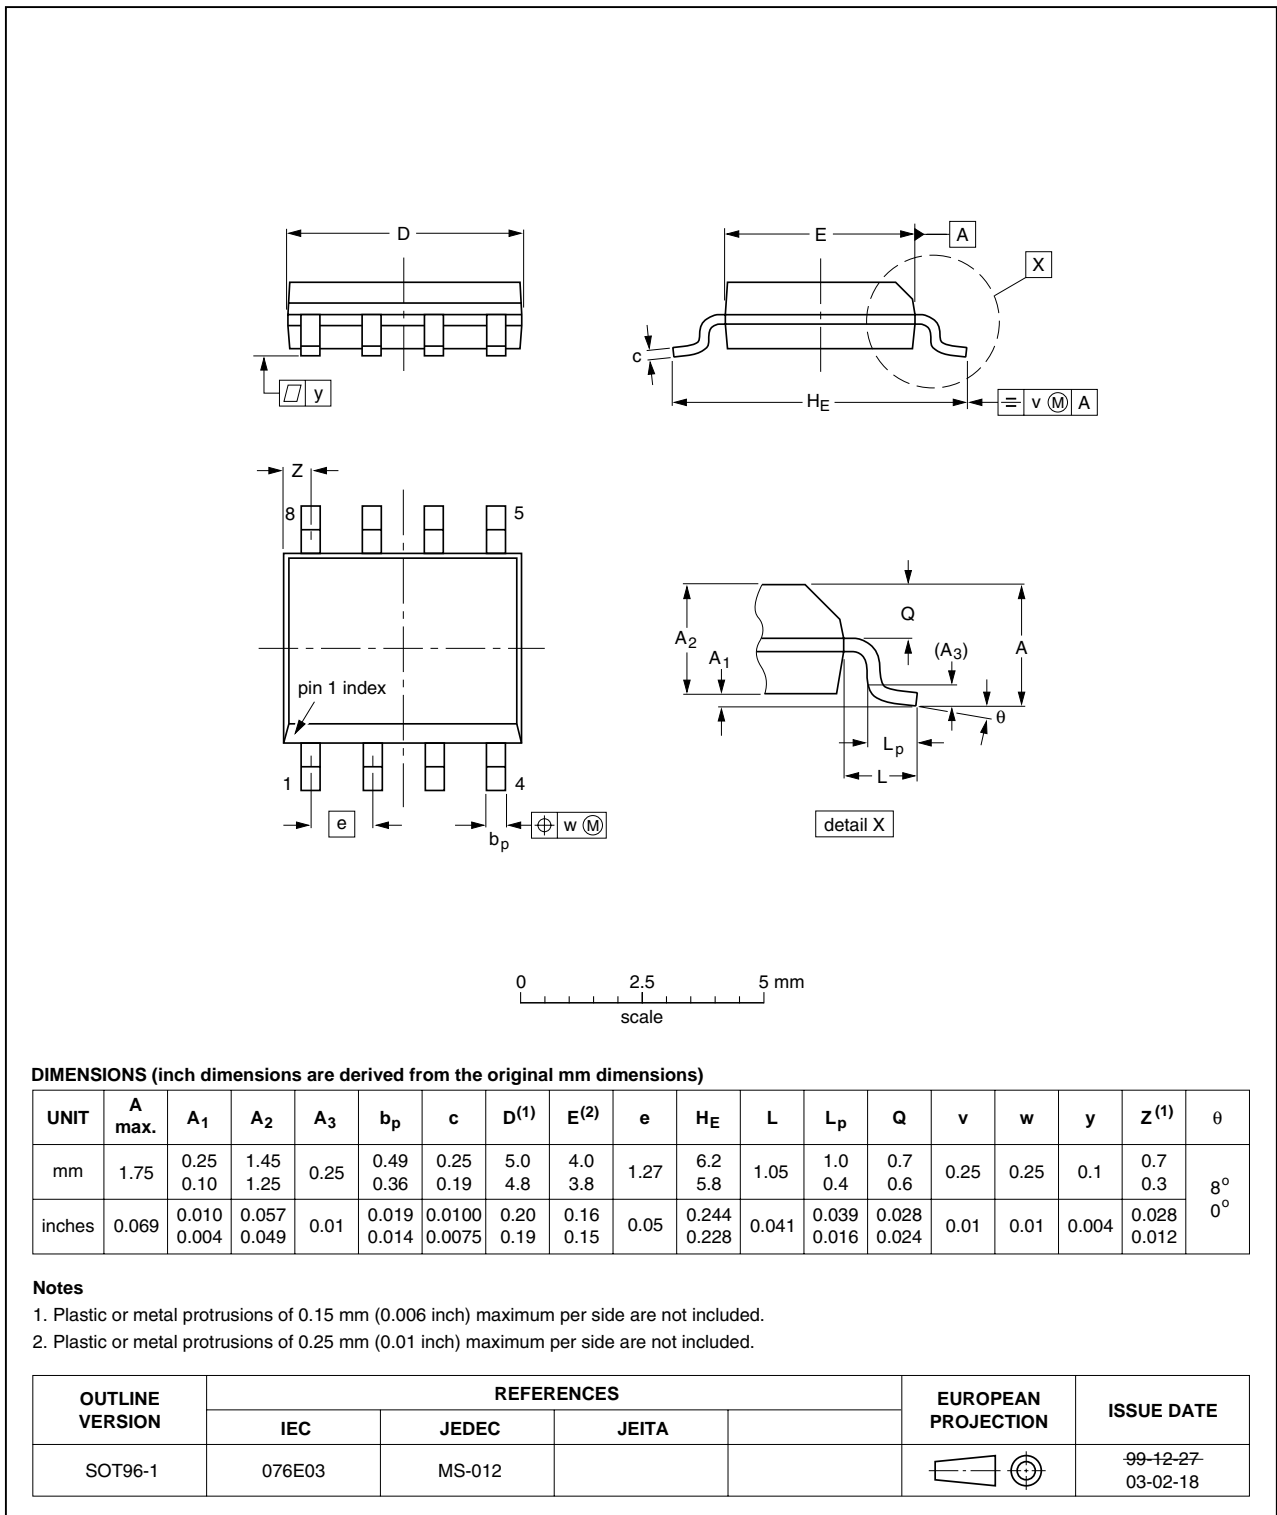 D
E
A
X
c
y
HE
v Ⓜ A
Z
8
5
Q
A2
A1
(A3)
A
pin 1 index
θ
Lp
L
1
4
e
bp
w Ⓜ
detail X
0 2.5 5 mm
scale
DIMENSIONS (inch dimensions are derived from the original mm dimensions)
UNIT A max. A1 A2 A3 bp c D(1) E(2) e HE L Lp Q v w y Z(1) θ
mm 1.75 0.25 0.10 1.45 1.25 0.25 0.49 0.36 0.25 0.19 5.0 4.8 4.0 3.8 1.27 6.2 5.8 1.05 1.0 0.4 0.7 0.6 0.25 0.25 0.1 0.7 0.3 8° 0°
inches 0.069 0.010 0.004 0.057 0.049 0.01 0.019 0.014 0.0100 0.0075 0.20 0.19 0.16 0.15 0.05 0.244 0.228 0.041 0.039 0.016 0.028 0.024 0.01 0.01 0.004 0.028 0.012
Notes
1. Plastic or metal protrusions of 0.15 mm (0.006 inch) maximum per side are not included.
2. Plastic or metal protrusions of 0.25 mm (0.01 inch) maximum per side are not included.
OUTLINE VERSION REFERENCES EUROPEAN PROJECTION ISSUE DATE
IEC JEDEC JEITA
SOT96-1 076E03 MS-012 99-12-27
03-02-18